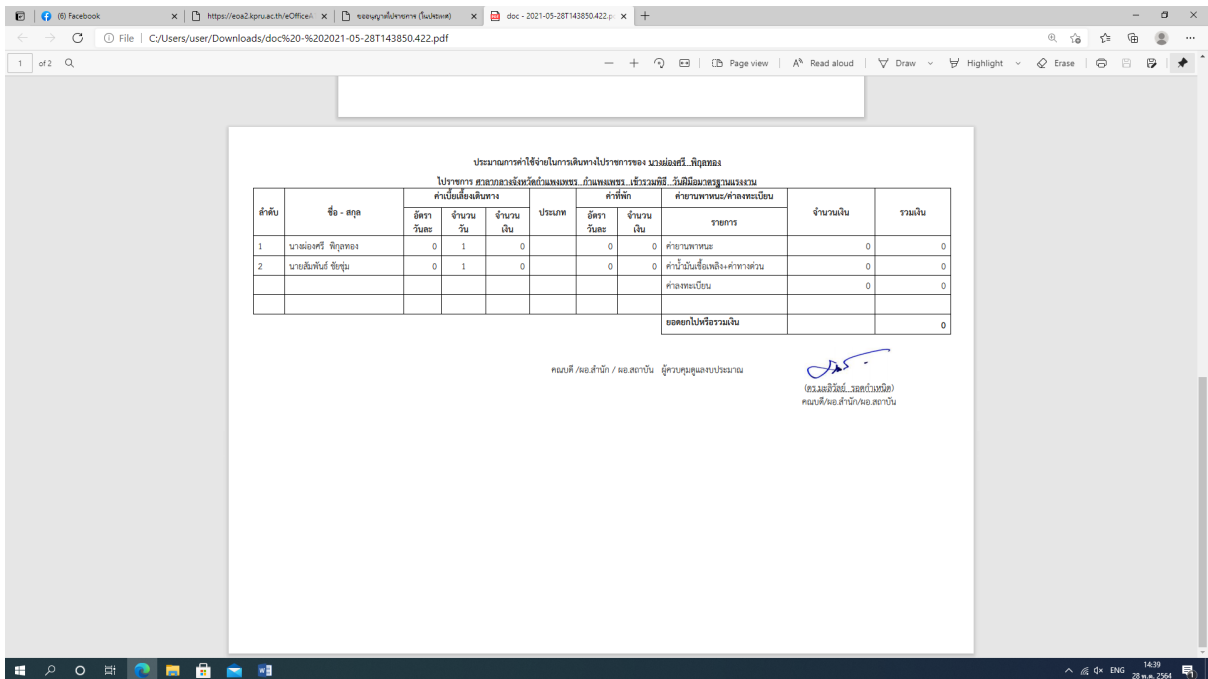 (6) Facebook
https://eoa2.kpru.ac.th/eOfficeA
ขออนุญาตไปราชการ (ในประเทศ)
doc - 2021-05-28T143850.422.p
File C:/Users/user/Downloads/doc%20-%202021-05-28T143850.422.pdf
1 of 2
Page view
Read aloud
Draw
Highlight
Erase
ประมาณการค่าใช้จ่ายในการเดินทางไปราชการของ นางผ่องศรี พิกุลทอง
ไปราชการ ศาลากลางจังหวัดกำแพงเพชร กำแพงเพชร เข้าร่วมพิธี วันฝีมือมาตรฐานแรงงาน
ลำดับ ชื่อ - สกุล ค่าเบี้ยเลี้ยงเดินทาง ประเภท ค่าที่พัก ค่ายานพาหนะ/ค่าลงทะเบียน จำนวนเงิน รวมเงิน
อัตราวันละ จำนวนวัน จำนวนเงิน อัตราวันละ จำนวนเงิน รายการ
1 นางผ่องศรี พิกุลทอง 0 1 0 0 0 ค่ายานพาหนะ 0 0
2 นายสัมพันธ์ ชัยชุ่ม 0 1 0 0 0 ค่าน้ำมันเชื้อเพลิง+ค่าทางด่วน 0 0
ค่าลงทะเบียน 0 0
ยอดยกไปหรือรวมเงิน 0
คณบดี /ผอ.สำนัก / ผอ.สถาบัน ผู้ควบคุมดูแลงบประมาณ
(ดร.มะลิวัลย์ รอดกำเหนิด)
คณบดี/ผอ.สำนัก/ผอ.สถาบัน
ENG
14:39
28 พ.ค. 2564